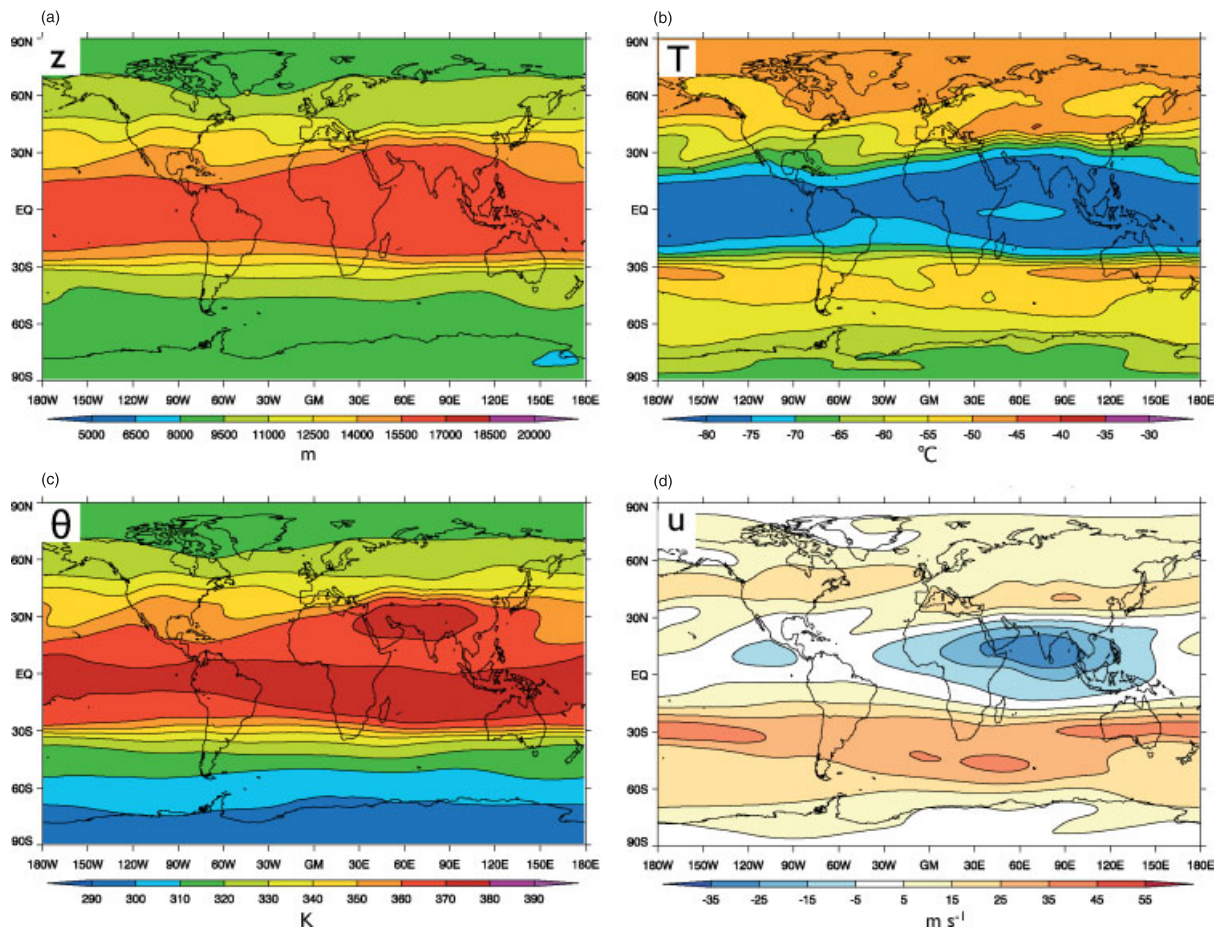 (a)
z
90N
60N
30N
EQ
30S
60S
90S
180W 150W 120W 90W 60W 30W GM 30E 60E 90E 120E 150E 180E
5000 6500 8000 9500 11000 12500 14000 15500 17000 18500 20000
m
(b)
T
90N
60N
30N
EQ
30S
60S
90S
180W 150W 120W 90W 60W 30W GM 30E 60E 90E 120E 150E 180E
-80 -75 -70 -65 -60 -55 -50 -45 -40 -35 -30
°C
(c)
θ
90N
60N
30N
EQ
30S
60S
90S
180W 150W 120W 90W 60W 30W GM 30E 60E 90E 120E 150E 180E
290 300 310 320 330 340 350 360 370 380 390
K
(d)
u
90N
60N
30N
EQ
30S
60S
90S
180W 150W 120W 90W 60W 30W GM 30E 60E 90E 120E 150E 180E
-35 -25 -15 -5 5 15 25 35 45 55
m s⁻¹